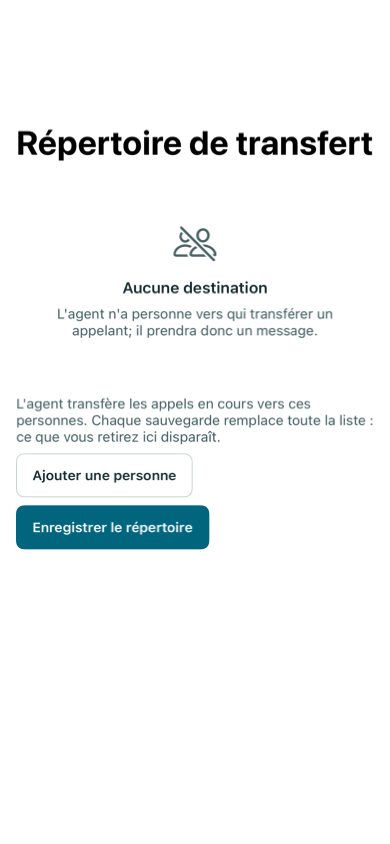 Répertoire de transfert
Aucune destination
L'agent n'a personne vers qui transférer un
appelant; il prendra donc un message.
L'agent transfère les appels en cours vers ces
personnes. Chaque sauvegarde remplace toute la liste :
ce que vous retirez ici disparaît.
Ajouter une personne
Enregistrer le répertoire